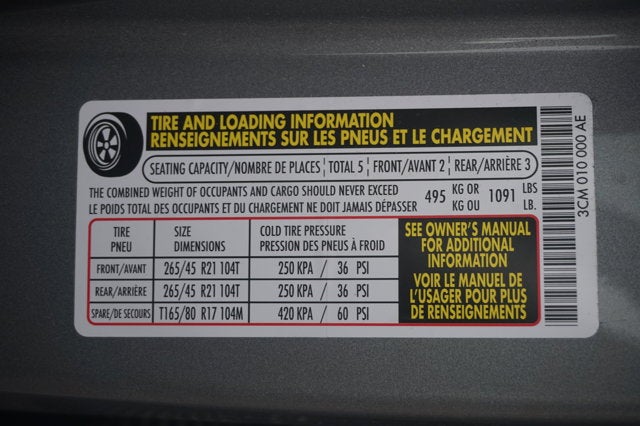 TIRE AND LOADING INFORMATION
RENSEIGNEMENTS SUR LES PNEUS ET LE CHARGEMENT
SEATING CAPACITY/NOMBRE DE PLACES TOTAL 5 FRONT/AVANT 2 REAR/ARRIÈRE 3
THE COMBINED WEIGHT OF OCCUPANTS AND CARGO SHOULD NEVER EXCEED 495 KG OR 1091 LBS
LE POIDS TOTAL DES OCCUPANTS ET DU CHARGEMENT NE DOIT JAMAIS DÉPASSER KG OU LB.
TIRE SIZE COLD TIRE PRESSURE
PNEU DIMENSIONS PRESSION DES PNEUS À FROID
FRONT/AVANT 265/45 R21 104T 250 KPA / 36 PSI
REAR/ARRIÈRE 265/45 R21 104T 250 KPA / 36 PSI
SPARE/DE SECOURS T165/80 R17 104M 420 KPA / 60 PSI
SEE OWNER'S MANUAL
FOR ADDITIONAL
INFORMATION
VOIR LE MANUEL DE
L'USAGER POUR PLUS
DE RENSEIGNEMENTS
3CM 010 000 AE